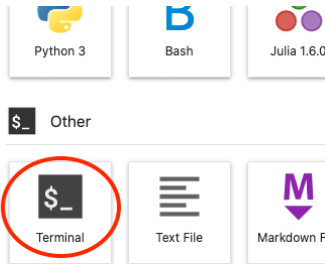 Python 3
Bash
Julia 1.6.0
$_ Other
$_
Terminal
Text File
M
Markdown F